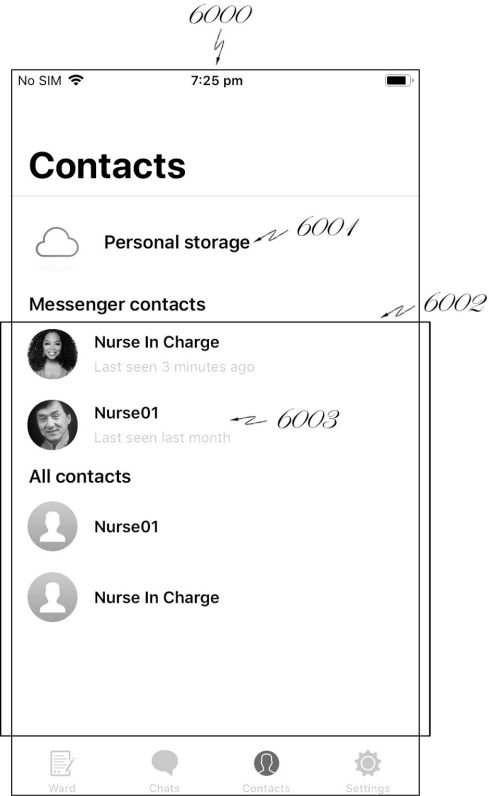 6000
No SIM 7:25 pm
Contacts
Personal storage 6001
Messenger contacts
6002
Nurse In Charge
Last seen 3 minutes ago
Nurse01
Last seen last month
6003
All contacts
Nurse01
Nurse In Charge
Ward Chats Contacts Settings